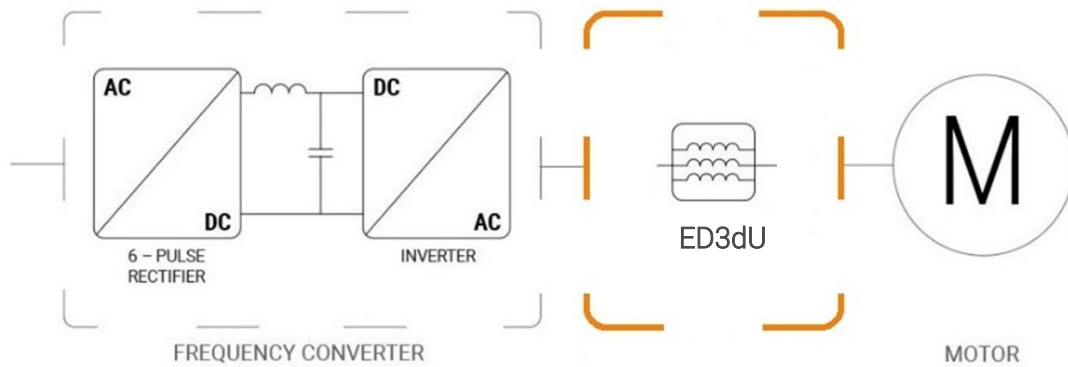 AC
DC
DC
AC
6 – PULSE
RECTIFIER
INVERTER
FREQUENCY CONVERTER
ED3dU
M
MOTOR